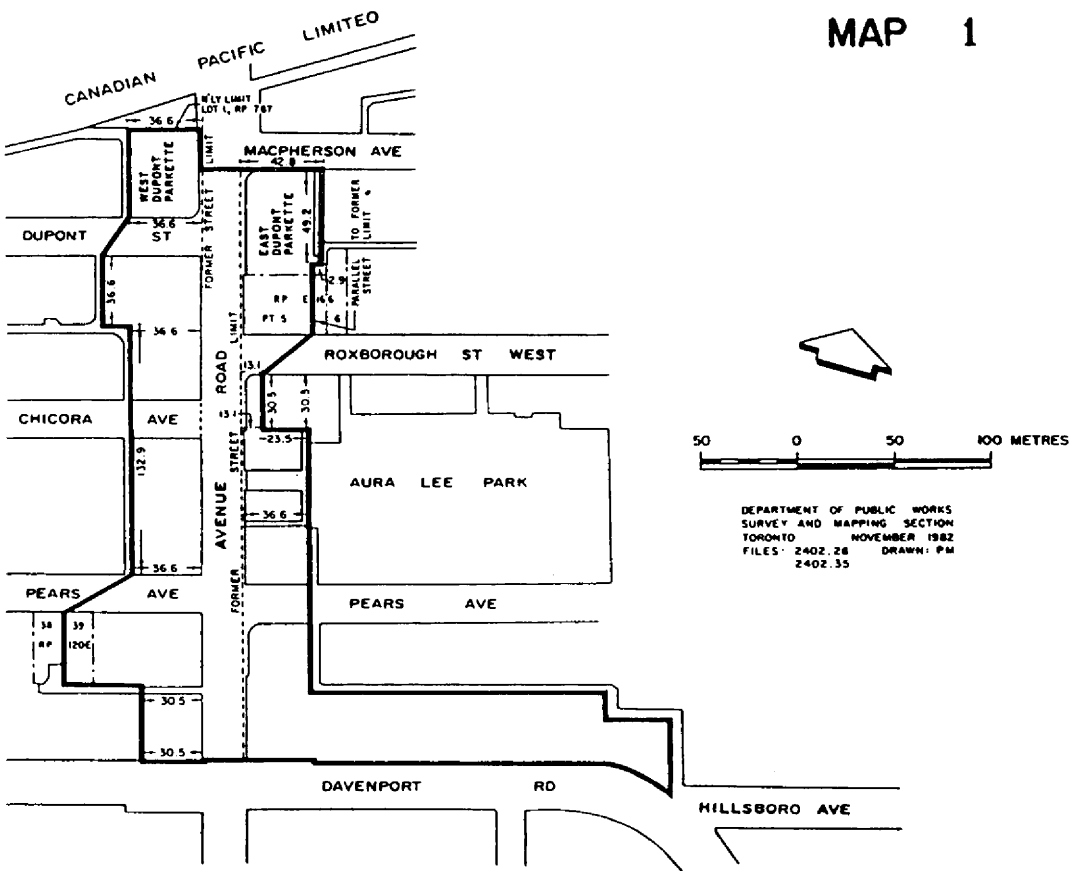 MAP 1
CANADIAN PACIFIC LIMITED
N'LY LIMIT
LOT 1, RP 767
36.6
LIMIT
MACPHERSON AVE
42.8
WEST
DUPONT
PARKETTE
36.6
DUPONT ST
FORMER STREET
EAST
DUPONT
PARKETTE
49.2
TO FORMER
LIMIT
PARALLEL
STREET
2.9
36.6
RP E 16.6
PT 5 6
36.6
LIMIT
ROXBOROUGH ST WEST
13.1
30.5
30.5
13.1
23.5
CHICORA AVE
AVENUE ROAD
STREET
132.9
AURA LEE PARK
36.6
36.6
FORMER
PEARS AVE
PEARS AVE
38 39
RP 120E
30.5
30.5
DAVENPORT RD
HILLSBORO AVE
50 0 50 100 METRES
DEPARTMENT OF PUBLIC WORKS
SURVEY AND MAPPING SECTION
TORONTO NOVEMBER 1982
FILES: 2402.28 DRAWN: PM
2402.35